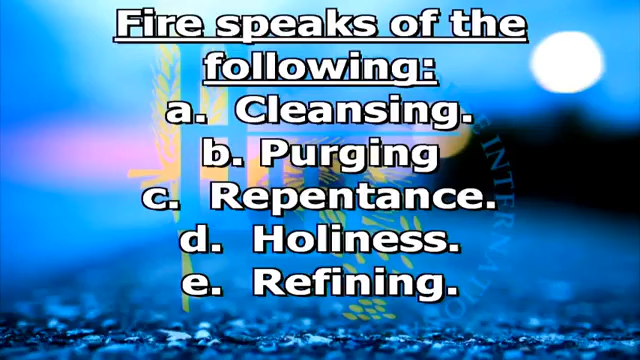 Fire speaks of the
following:
a. Cleansing.
b. Purging
c. Repentance.
d. Holiness.
e. Refining.